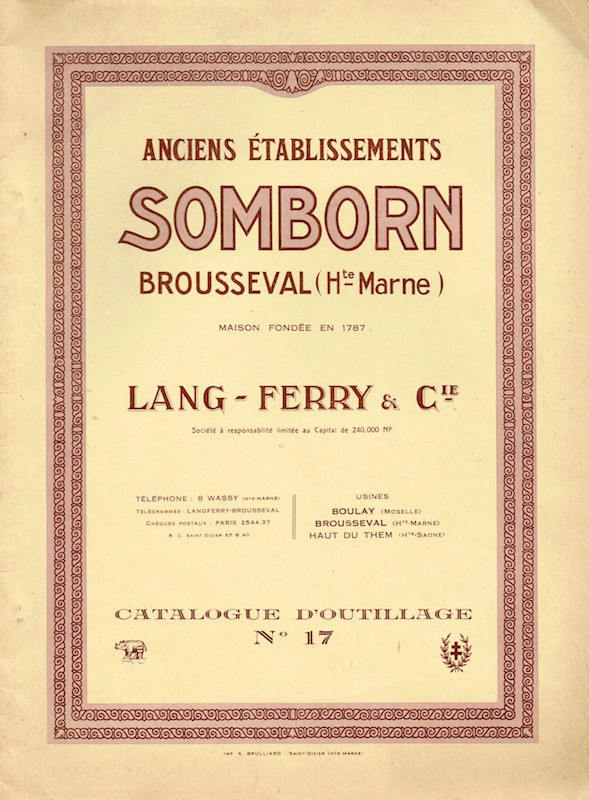 ANCIENS ÉTABLISSEMENTS
SOMBORN
BROUSSEVAL (Hte Marne)
MAISON FONDÉE EN 1787
LANG - FERRY & CIE
Société à responsabilité limitée au Capital de 240.000 NF
TÉLÉPHONE : 8 WASSY (HTE-MARNE)
TÉLÉGRAMMES : LANGFERRY-BROUSSEVAL
CHÈQUES POSTAUX : PARIS 2544.37
R. C. SAINT DIZIER 57 B 40
USINES
BOULAY (MOSELLE)
BROUSSEVAL (HTE-MARNE)
HAUT DU THEM (HTE-SAONE)
CATALOGUE D'OUTILLAGE
No 17
IMP. A. BRULLIARD - SAINT-DIZIER (HTE-MARNE)